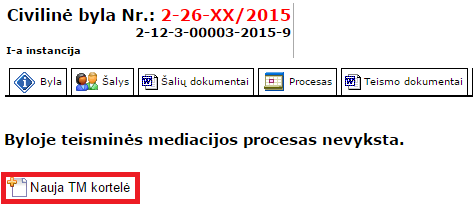 Civilinė byla Nr.: 2-26-XX/2015
2-12-3-00003-2015-9
I-a instancija
Byla Šalys Šalių dokumentai Procesas Teismo dokumentai
Byloje teisminės mediacijos procesas nevyksta.
Nauja TM kortelė